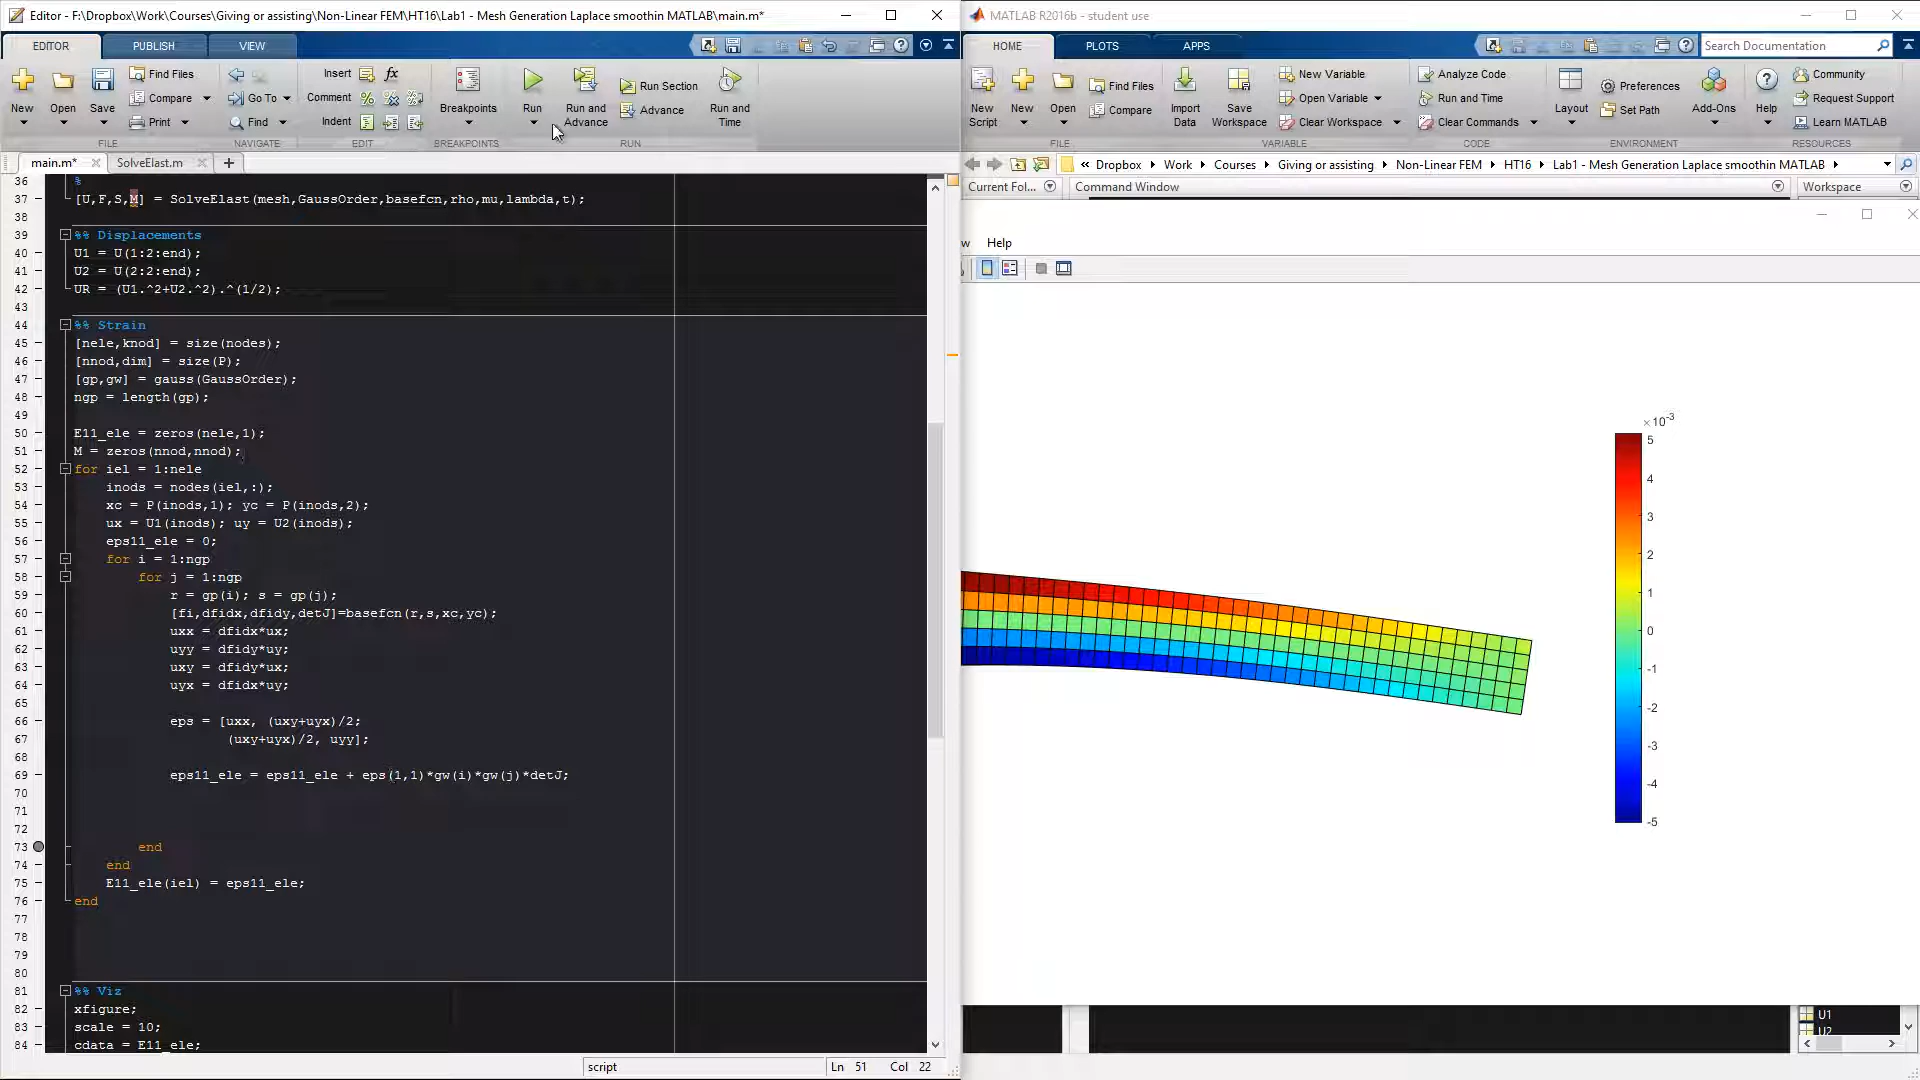 Editor - F:\Dropbox\Work\Courses\Giving or assisting\Non-Linear FEM\HT16\Lab1 - Mesh Generation Laplace smoothin MATLAB\main.m*
EDITOR PUBLISH VIEW
New Open Save Find Files Compare Print Go To Find Insert fx Comment Indent Breakpoints Run Run and Advance Run Section Advance Run and Time
FILE NAVIGATE EDIT BREAKPOINTS RUN
main.m* SolveElast.m
36 %
37 [U,F,S,M] = SolveElast(mesh,GaussOrder,basefcn,rho,mu,lambda,t);
38
39 %% Displacements
40 U1 = U(1:2:end);
41 U2 = U(2:2:end);
42 UR = (U1.^2+U2.^2).^(1/2);
43
44 %% Strain
45 [nele,knod] = size(nodes);
46 [nnod,dim] = size(P);
47 [gp,gw] = gauss(GaussOrder);
48 ngp = length(gp);
49
50 E11_ele = zeros(nele,1);
51 M = zeros(nnod,nnod);
52 for iel = 1:nele
53 inods = nodes(iel,:);
54 xc = P(inods,1); yc = P(inods,2);
55 ux = U1(inods); uy = U2(inods);
56 eps11_ele = 0;
57 for i = 1:ngp
58 for j = 1:ngp
59 r = gp(i); s = gp(j);
60 [fi,dfidx,dfidy,detJ]=basefcn(r,s,xc,yc);
61 uxx = dfidx*ux;
62 uyy = dfidy*uy;
63 uxy = dfidy*ux;
64 uyx = dfidx*uy;
65
66 eps = [uxx, (uxy+uyx)/2;
67 (uxy+uyx)/2, uyy];
68
69 eps11_ele = eps11_ele + eps(1,1)*gw(i)*gw(j)*detJ;
70
71
72
73 end
74 end
75 E11_ele(iel) = eps11_ele;
76 end
77
78
79
80
81 %% Viz
82 xfigure;
83 scale = 10;
84 cdata = E11_ele;
script Ln 51 Col 22
MATLAB R2016b - student use
HOME PLOTS APPS Search Documentation
New Script New Open Find Files Compare Import Data Save Workspace New Variable Open Variable Clear Workspace Analyze Code Run and Time Clear Commands Layout Preferences Set Path Add-Ons Help Community Request Support Learn MATLAB
FILE VARIABLE CODE ENVIRONMENT RESOURCES
« Dropbox Work Courses Giving or assisting Non-Linear FEM HT16 Lab1 - Mesh Generation Laplace smoothin MATLAB
Current Fol... Command Window Workspace
w Help
×10-3
5
4
3
2
1
0
-1
-2
-3
-4
-5
U1
U2